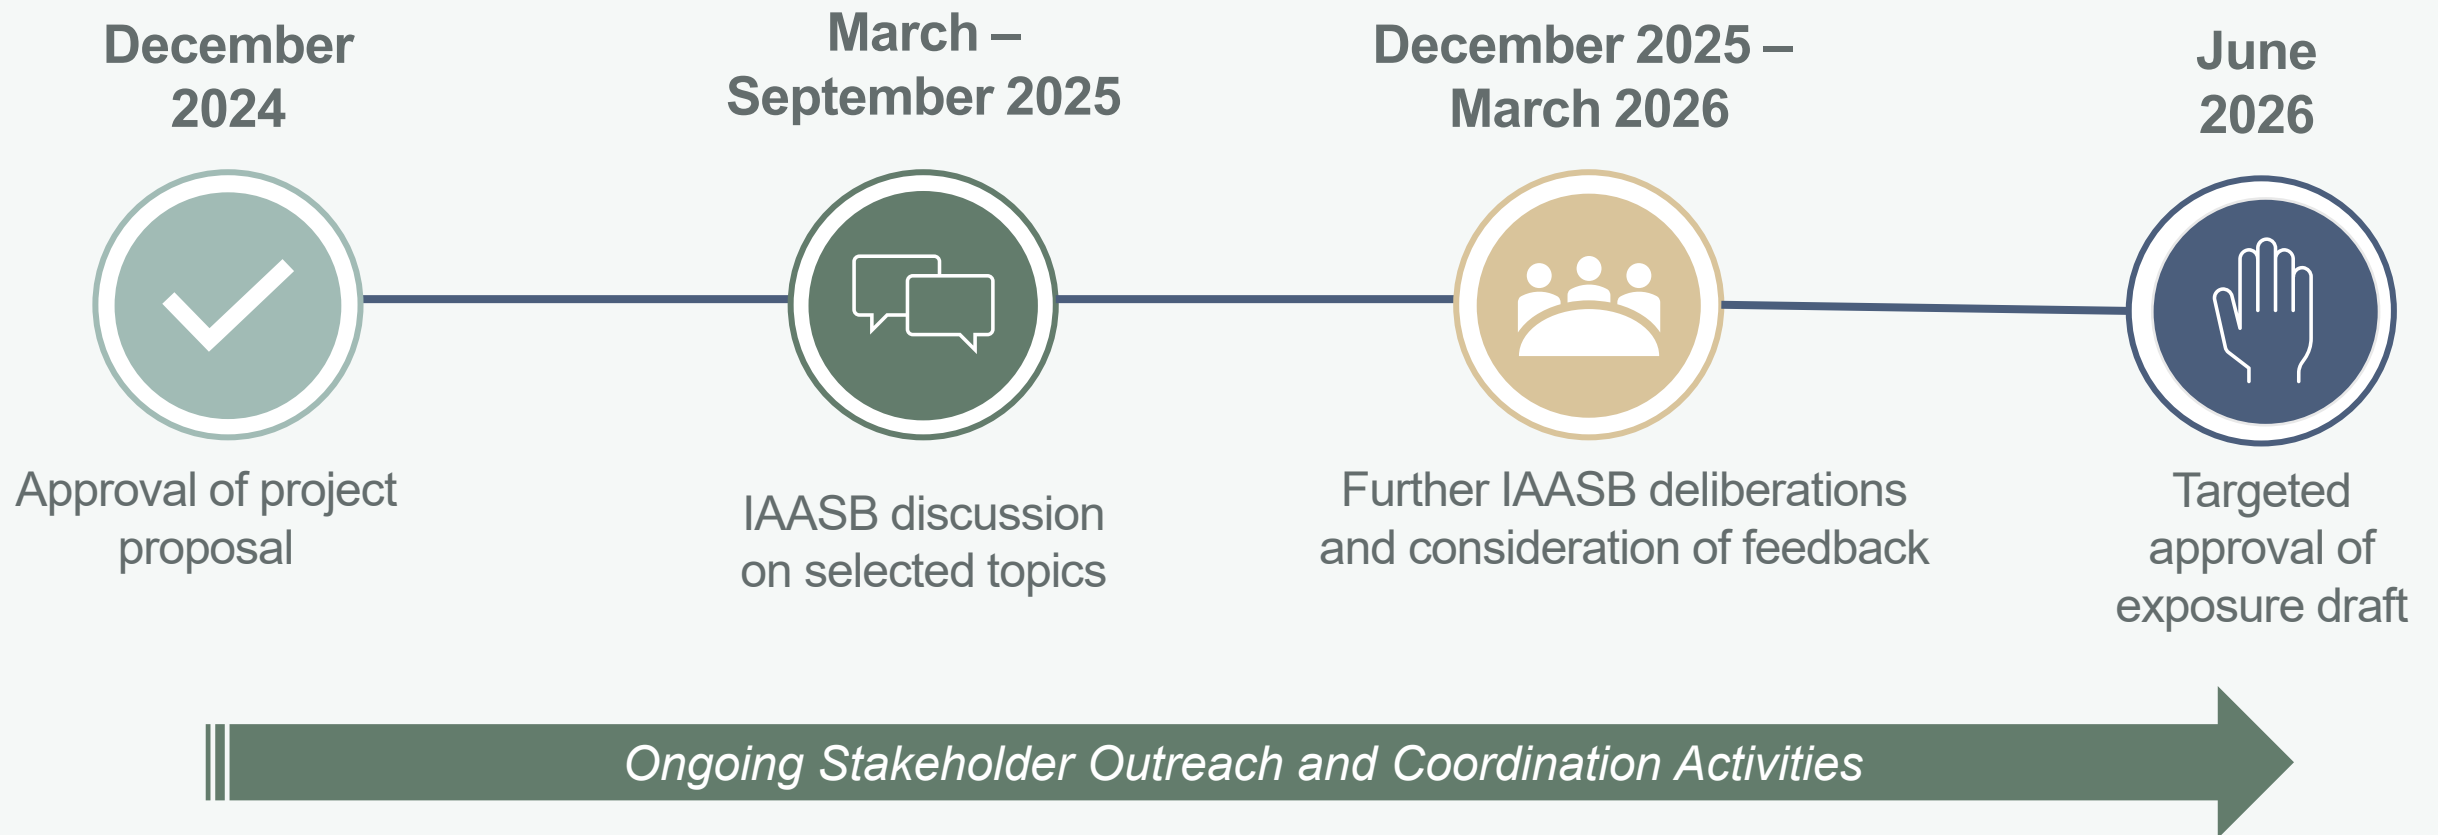 December
2024
Approval of project
proposal
March –
September 2025
IAASB discussion
on selected topics
December 2025 –
March 2026
Further IAASB deliberations
and consideration of feedback
June
2026
Targeted
approval of
exposure draft
Ongoing Stakeholder Outreach and Coordination Activities